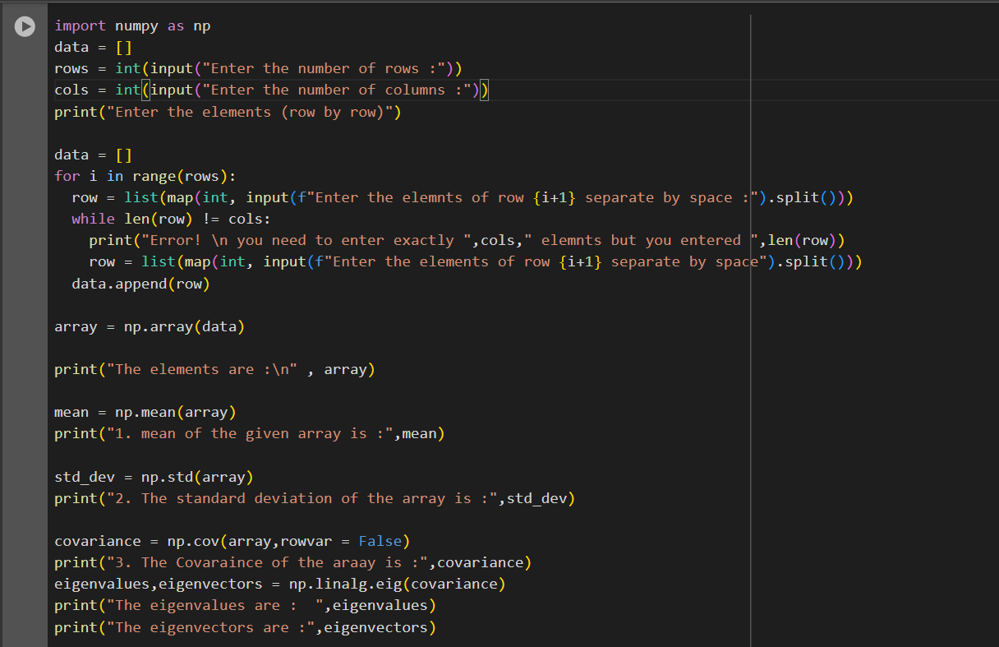 import numpy as np
data = []
rows = int(input("Enter the number of rows :"))
cols = int(input("Enter the number of columns :"))
print("Enter the elements (row by row)")

data = []
for i in range(rows):
  row = list(map(int, input(f"Enter the elemnts of row {i+1} separate by space :").split()))
  while len(row) != cols:
    print("Error! \n you need to enter exactly ",cols," elemnts but you entered ",len(row))
    row = list(map(int, input(f"Enter the elements of row {i+1} separate by space").split()))
  data.append(row)

array = np.array(data)

print("The elements are :\n" , array)

mean = np.mean(array)
print("1. mean of the given array is :",mean)

std_dev = np.std(array)
print("2. The standard deviation of the array is :",std_dev)

covariance = np.cov(array,rowvar = False)
print("3. The Covaraince of the araay is :",covariance)
eigenvalues,eigenvectors = np.linalg.eig(covariance)
print("The eigenvalues are :  ",eigenvalues)
print("The eigenvectors are :",eigenvectors)